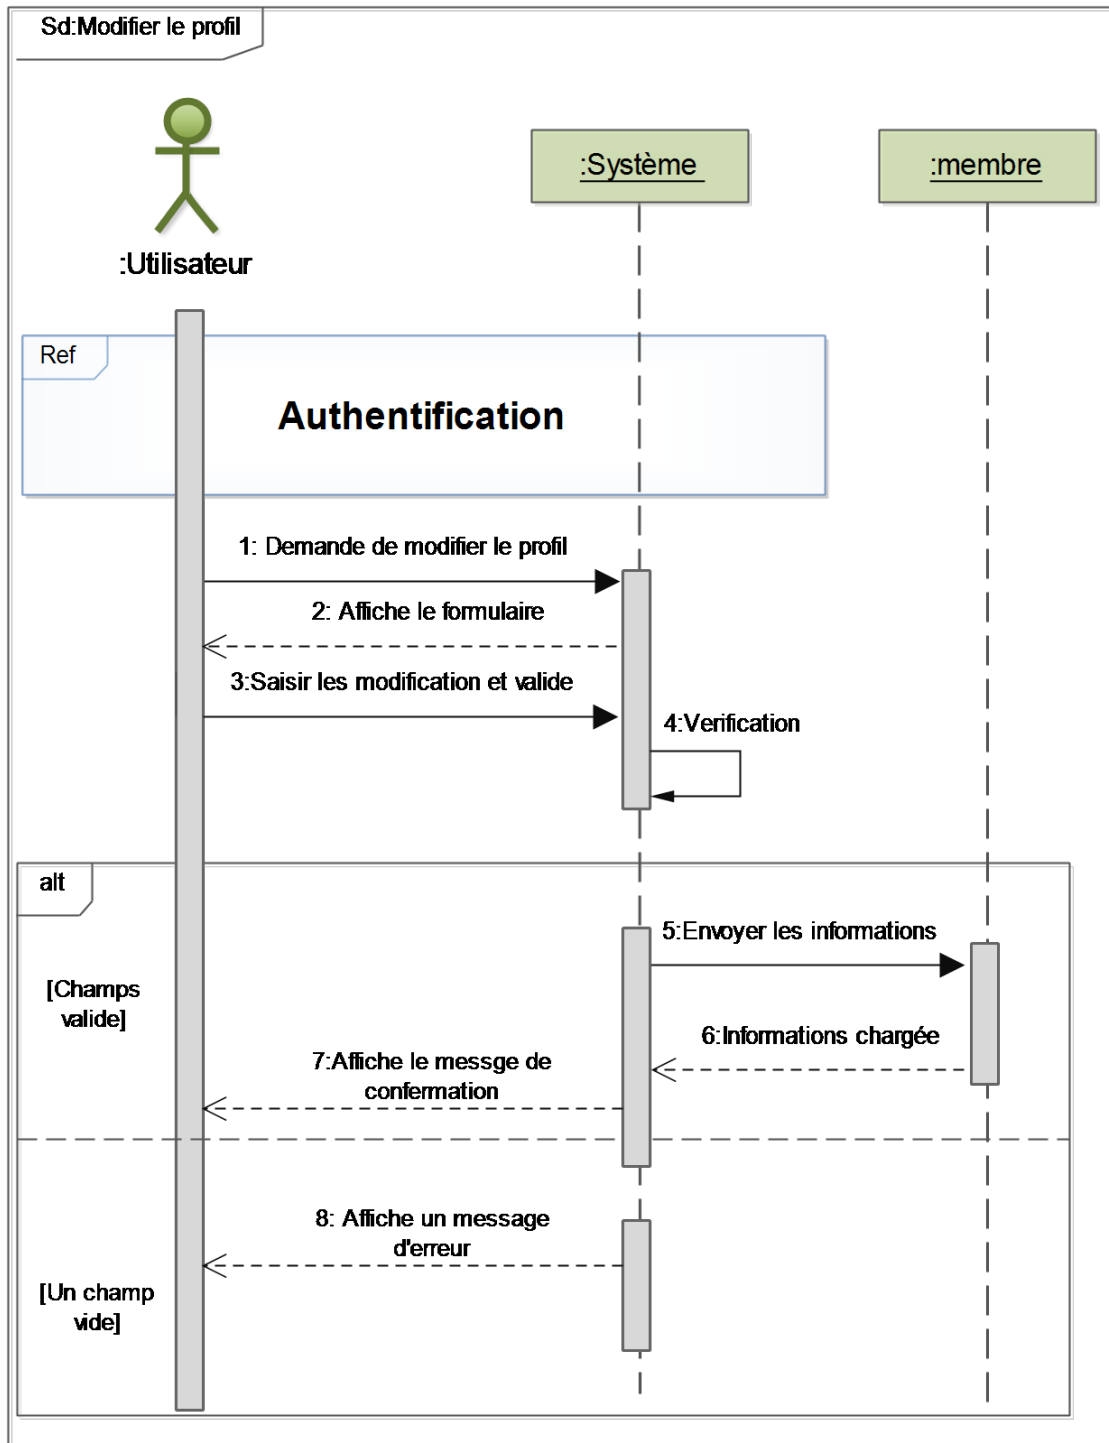 Sd:Modifier le profil
:Système
:membre
:Utilisateur
Ref
Authentification
1: Demande de modifier le profil
2: Affiche le formulaire
3:Saisir les modification et valide
4:Verification
alt
5:Envoyer les informations
[Champs
valide]
6:Informations chargée
7:Affiche le messge de
confermation
8: Affiche un message
d'erreur
[Un champ
vide]